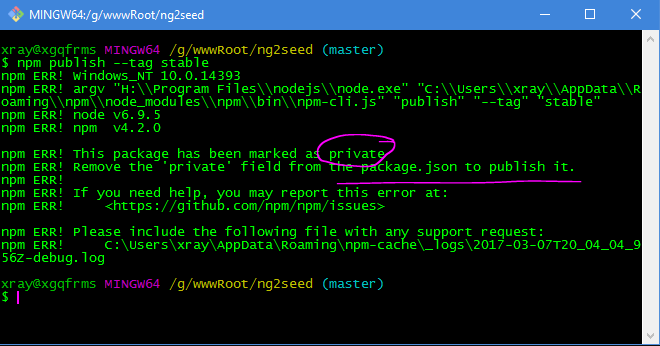 MINGW64:/g/wwwRoot/ng2seed
xray@xgqfrms MINGW64 /g/wwwRoot/ng2seed (master)
$ npm publish --tag stable
npm ERR! Windows_NT 10.0.14393
npm ERR! argv "H:\\Program Files\\nodejs\\node.exe" "C:\\Users\\xray\\AppData\\R
oaming\\npm\\node_modules\\npm\\bin\\npm-cli.js" "publish" "--tag" "stable"
npm ERR! node v6.9.5
npm ERR! npm  v4.2.0
npm ERR! This package has been marked as private
npm ERR! Remove the 'private' field from the package.json to publish it.
npm ERR!
npm ERR! If you need help, you may report this error at:
npm ERR!     <https://github.com/npm/npm/issues>
npm ERR! Please include the following file with any support request:
npm ERR!     C:\Users\xray\AppData\Roaming\npm-cache\_logs\2017-03-07T20_04_04_9
56Z-debug.log
xray@xgqfrms MINGW64 /g/wwwRoot/ng2seed (master)
$